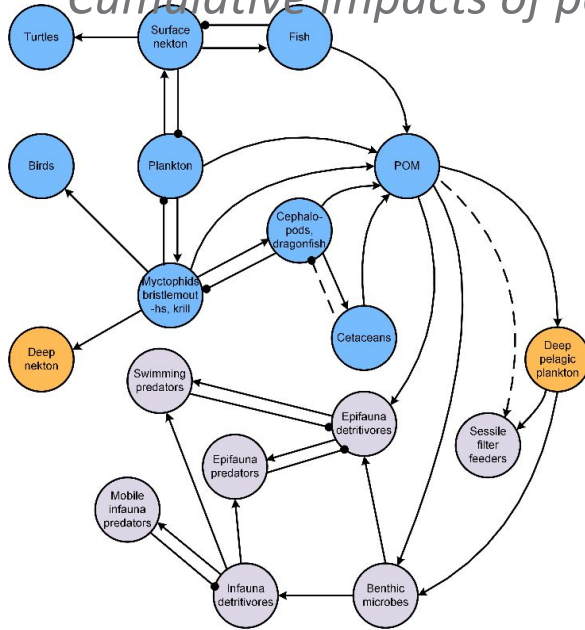 Cumulative impacts of p
Turtles
Surface
nekton
Fish
Birds
Plankton
POM
Cephalo-
pods,
dragonfish
Myctophids
bristlemout
-hs, krill
Cetaceans
Deep
nekton
Deep
pelagic
plankton
Swimming
predators
Epifauna
detritivores
Sessile
filter
feeders
Epifauna
predators
Mobile
infauna
predators
Infauna
detritivores
Benthic
microbes